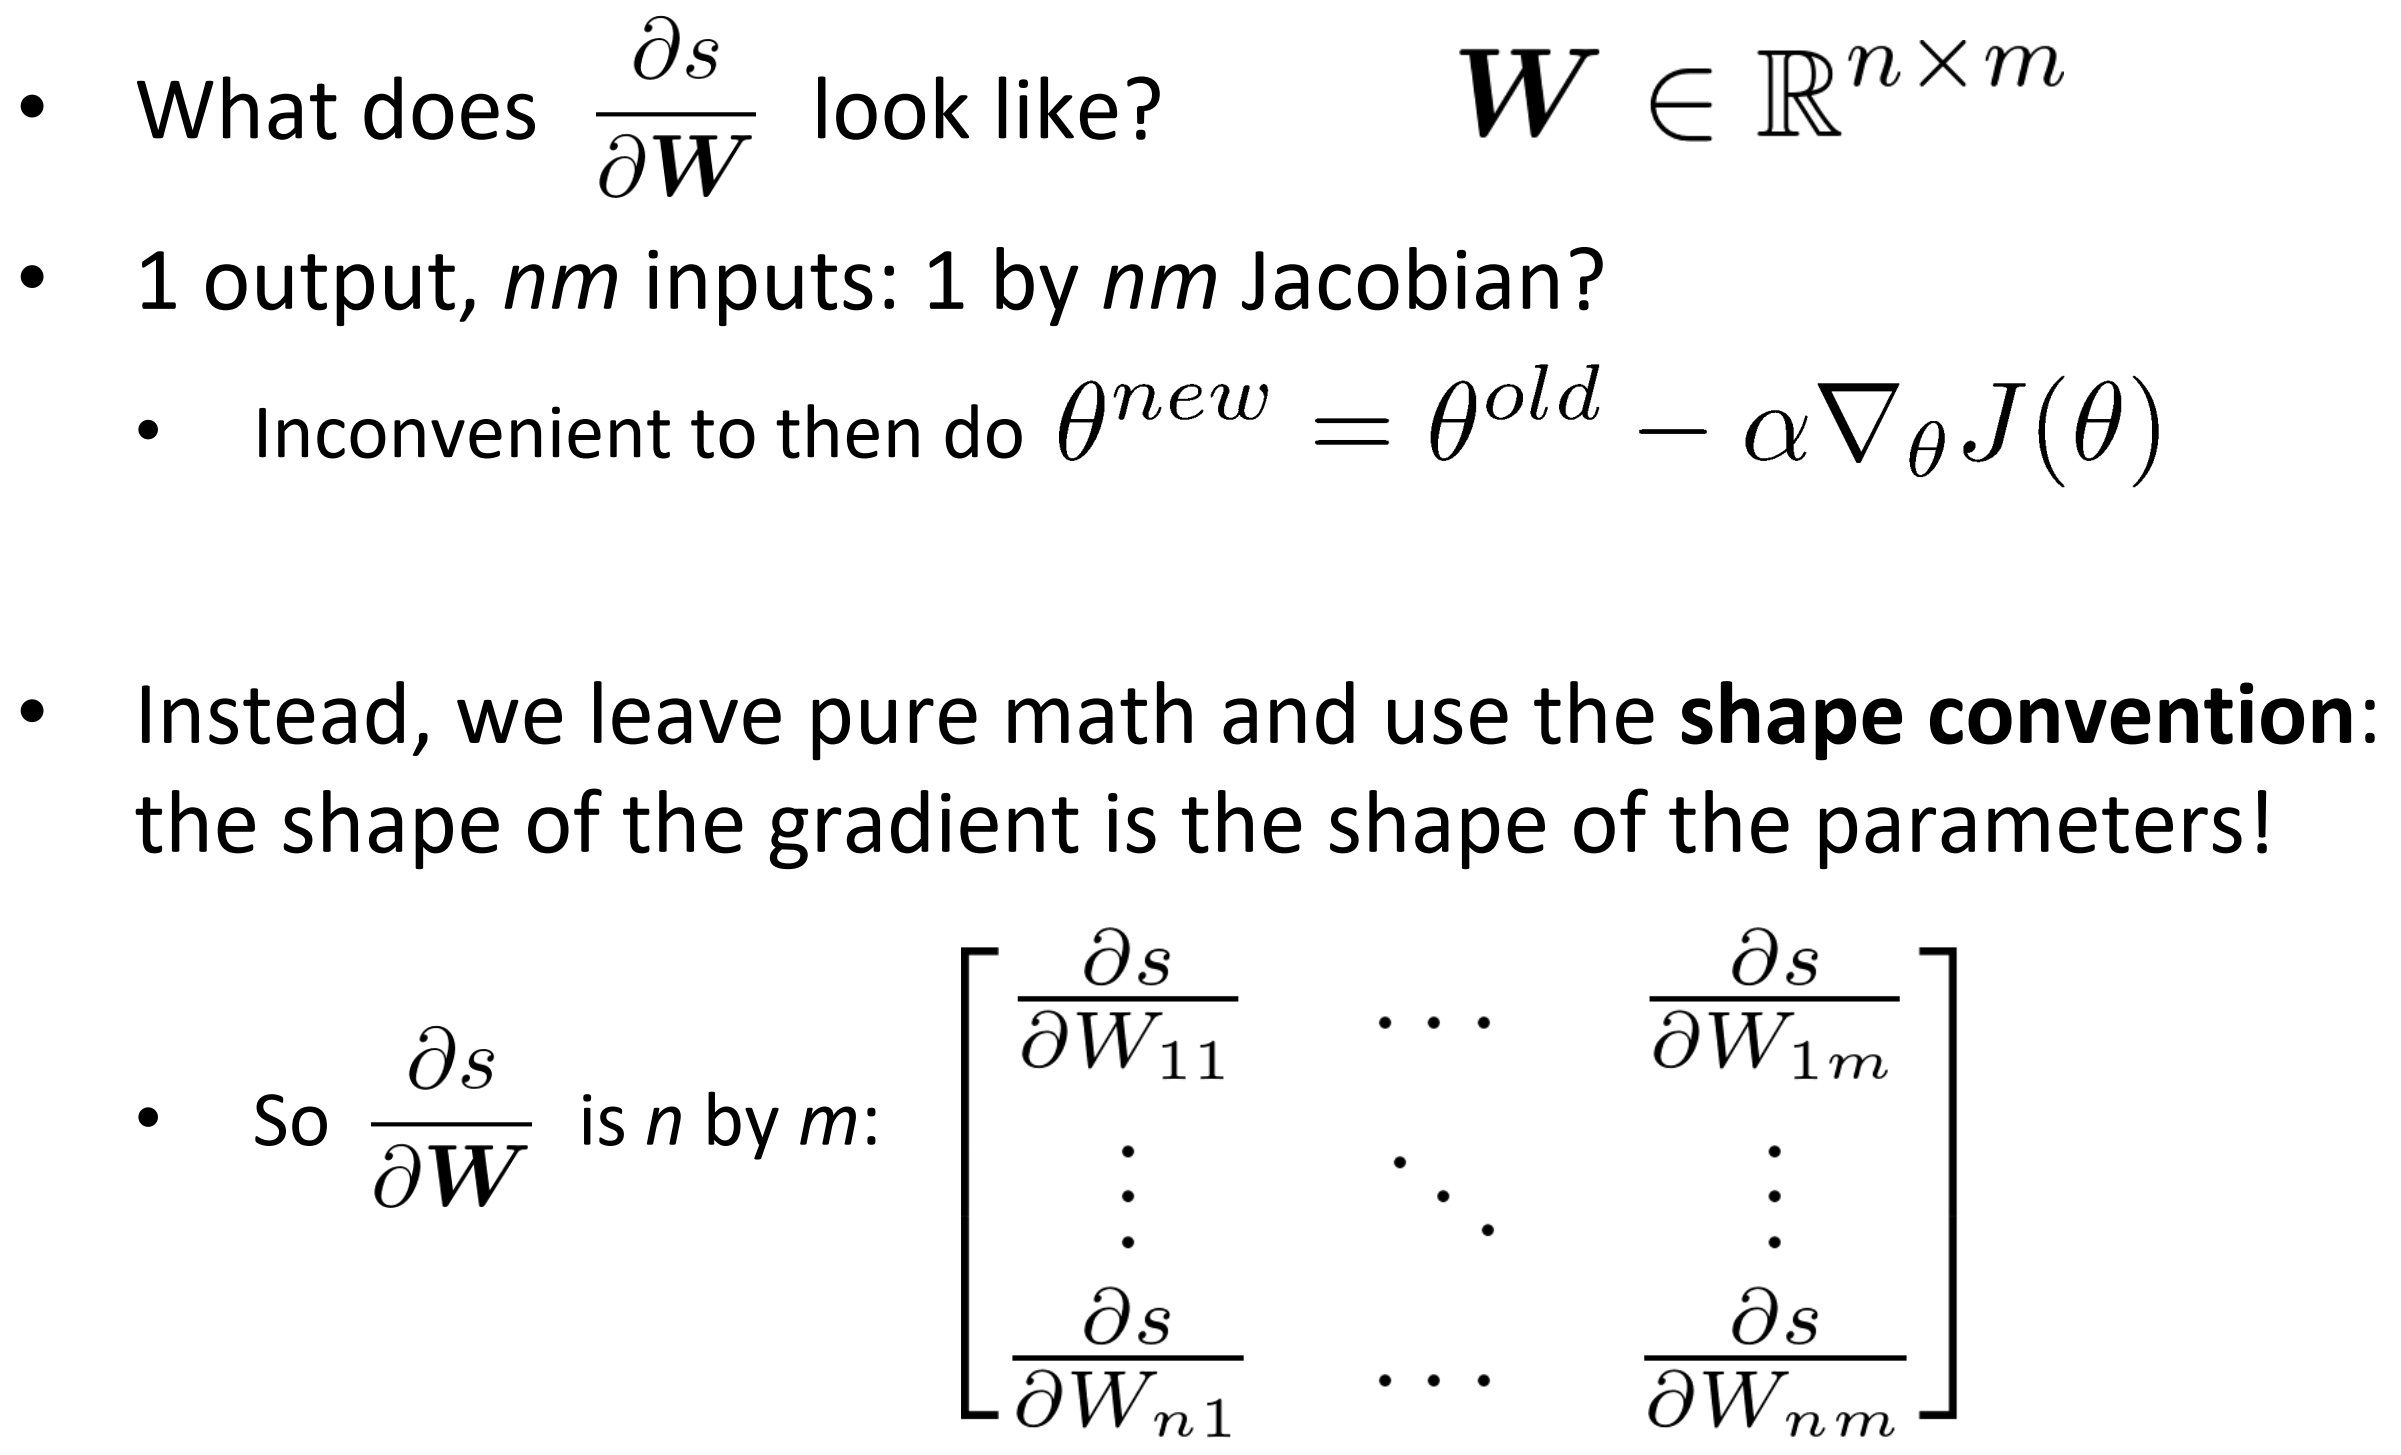 • What does $\frac{\partial s}{\partial \boldsymbol{W}}$ look like? $\boldsymbol{W} \in \mathbb{R}^{n \times m}$
• 1 output, nm inputs: 1 by nm Jacobian?
• Inconvenient to then do $\theta^{new} = \theta^{old} - \alpha \nabla_{\theta} J(\theta)$
• Instead, we leave pure math and use the shape convention:
the shape of the gradient is the shape of the parameters!
• So $\frac{\partial s}{\partial \boldsymbol{W}}$ is n by m: $\begin{bmatrix} \frac{\partial s}{\partial W_{11}} & \cdots & \frac{\partial s}{\partial W_{1m}} \\ \vdots & \ddots & \vdots \\ \frac{\partial s}{\partial W_{n1}} & \cdots & \frac{\partial s}{\partial W_{nm}} \end{bmatrix}$